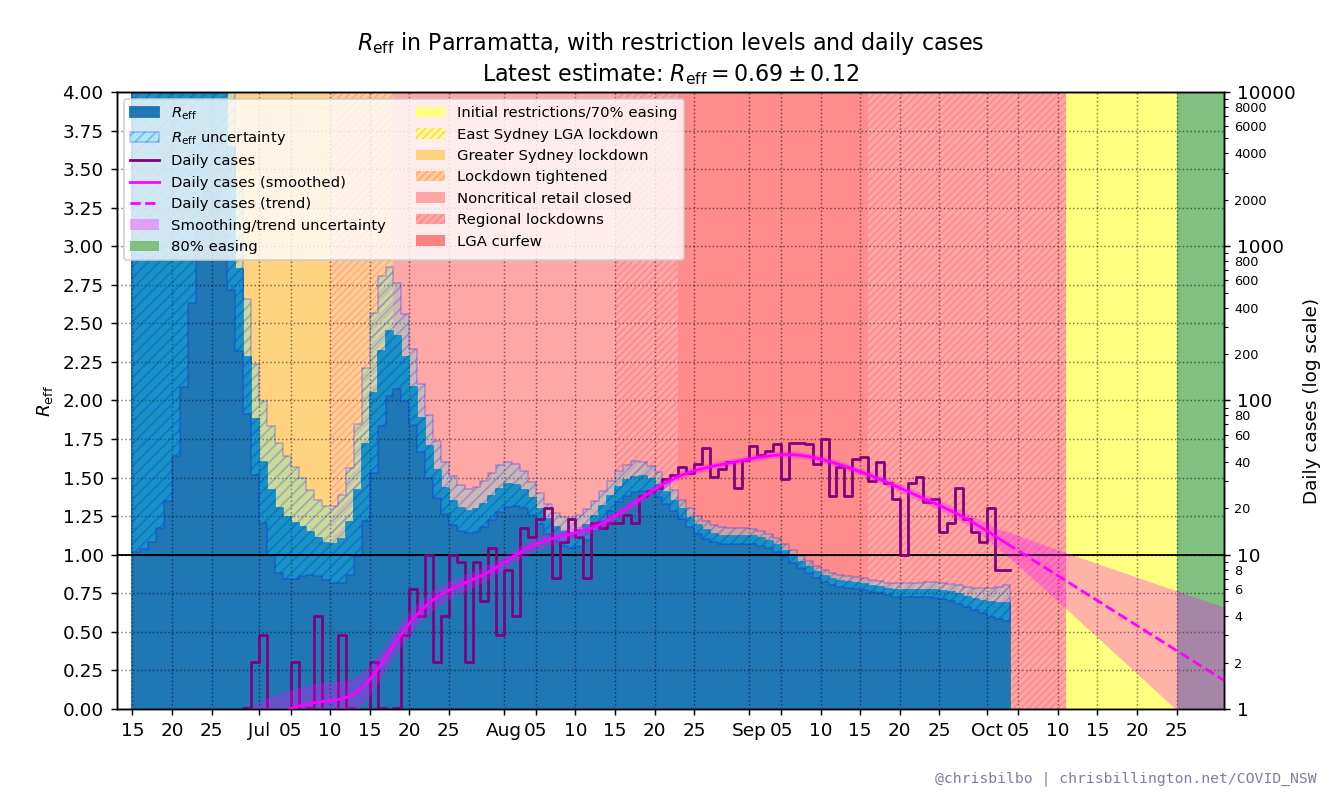 Reff in Parramatta, with restriction levels and daily cases
Latest estimate: Reff = 0.69 ± 0.12
Reff
Reff uncertainty
Daily cases
Daily cases (smoothed)
Daily cases (trend)
Smoothing/trend uncertainty
80% easing
Initial restrictions/70% easing
East Sydney LGA lockdown
Greater Sydney lockdown
Lockdown tightened
Noncritical retail closed
Regional lockdowns
LGA curfew
4.00
3.75
3.50
3.25
3.00
2.75
2.50
2.25
2.00
1.75
1.50
1.25
1.00
0.75
0.50
0.25
0.00
Reff
10000
8000
6000
4000
2000
1000
800
600
400
200
100
80
60
40
20
10
8
6
4
2
1
Daily cases (log scale)
15 20 25 Jul 05 10 15 20 25 Aug 05 10 15 20 25 Sep 05 10 15 20 25 Oct 05 10 15 20 25
@chrisbilbo | chrisbillington.net/COVID_NSW